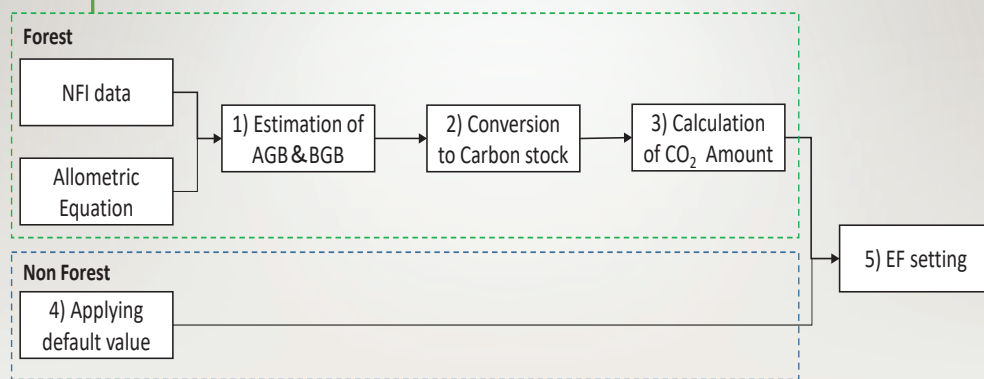 Forest
NFI data
Allometric
Equation
1) Estimation of
AGB & BGB
2) Conversion
to Carbon stock
3) Calculation
of CO₂ Amount
Non Forest
4) Applying
default value
5) EF setting